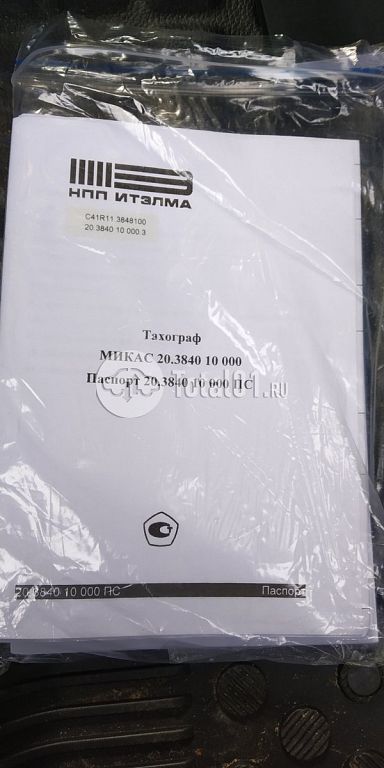 НПП ИТЭЛМА
C41R11.3848100
20.3840 10 000 3
Тахограф
МИКАС 20.3840 10 000
Паспорт 20,3840 10 000 ПС
Total01.RU
20.3840 10 000 ПС Паспорт